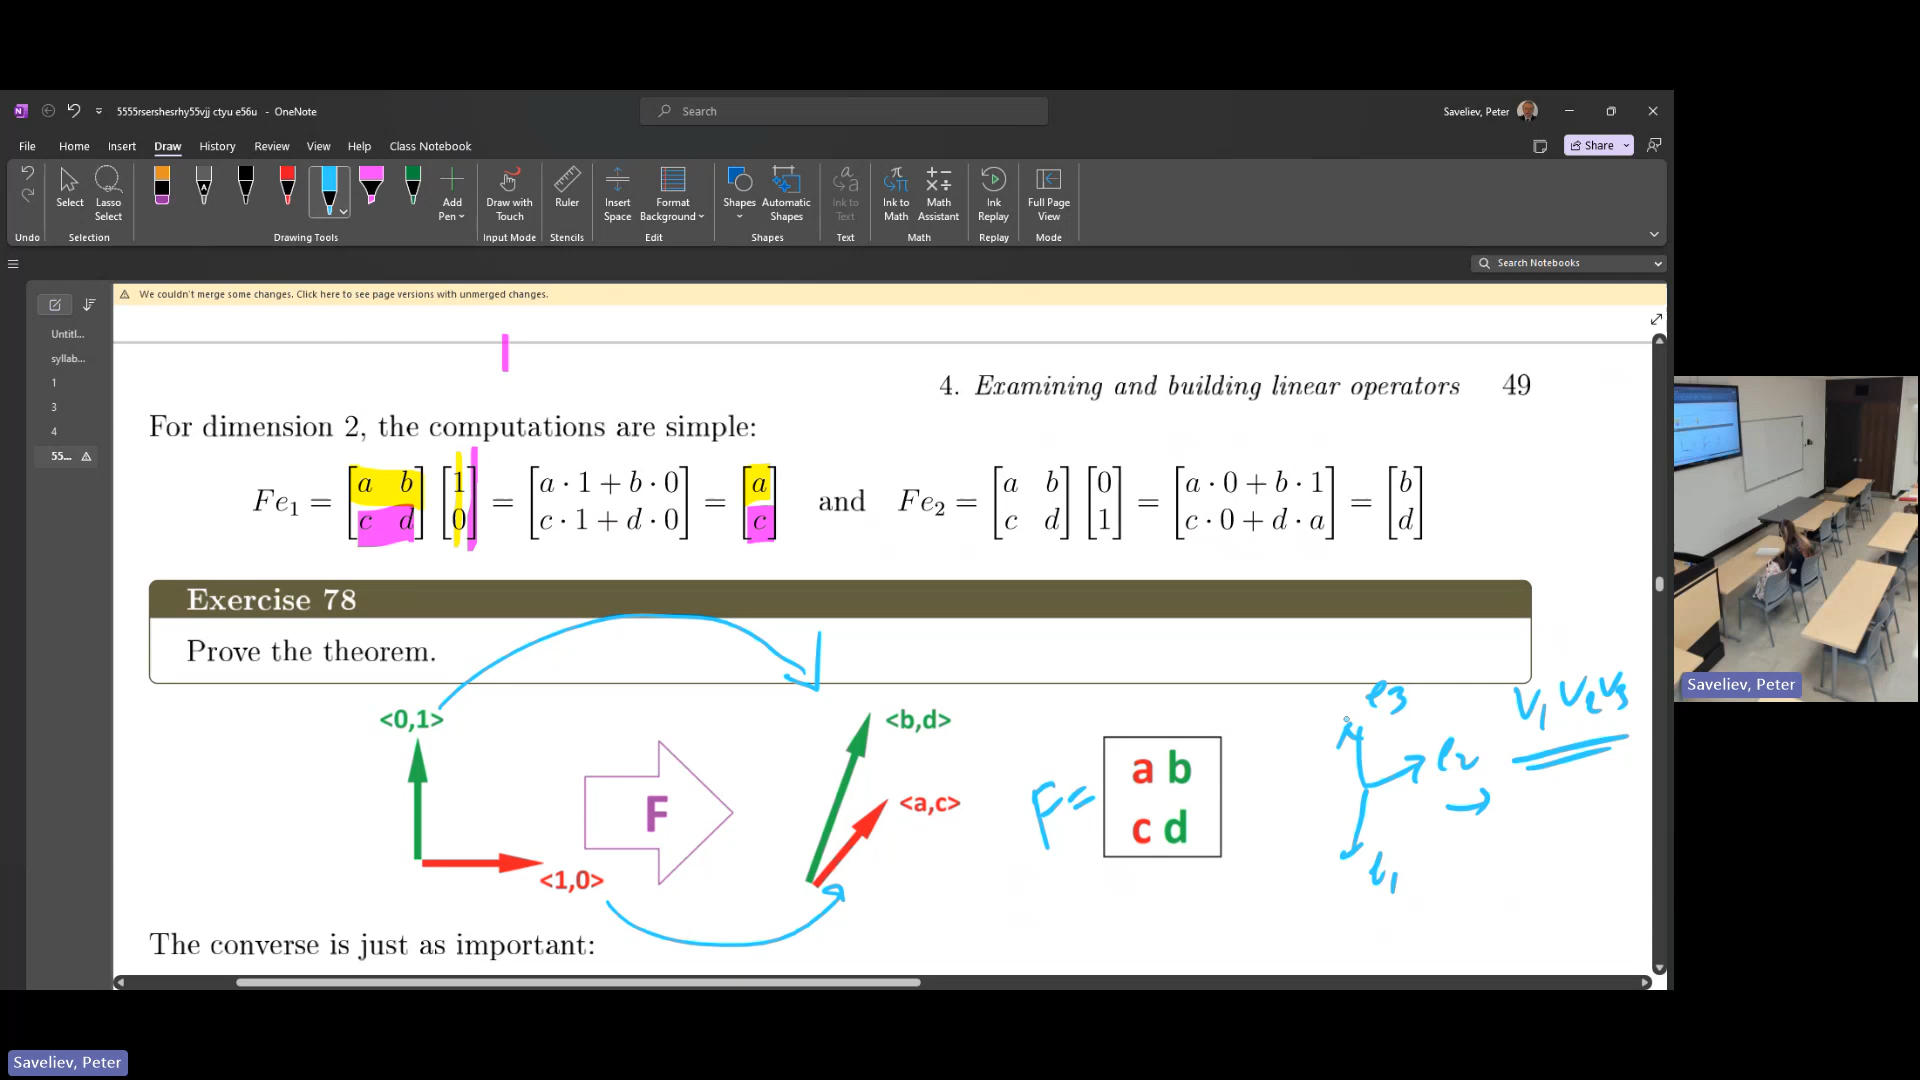 5555rsershesrhy55vjj ctyu e56u - OneNote
Search
Saveliev, Peter
File Home Insert Draw History Review View Help Class Notebook
Share
Undo
Select
Lasso Select
Add Pen
Draw with Touch
Ruler
Insert Space
Format Background
Shapes
Automatic Shapes
Ink to Text
Ink to Math
Math Assistant
Ink Replay
Full Page View
Undo Selection Drawing Tools Input Mode Stencils Edit Shapes Text Math Replay Mode
Search Notebooks
We couldn't merge some changes. Click here to see page versions with unmerged changes.
Untitl...
syllab...
1
3
4
55...
4. Examining and building linear operators 49
For dimension 2, the computations are simple:
Fe₁ = [a b; c d] [1; 0] = [a · 1 + b · 0; c · 1 + d · 0] = [a; c] and Fe₂ = [a b; c d] [0; 1] = [a · 0 + b · 1; c · 0 + d · a] = [b; d]
Exercise 78
Prove the theorem.
<0,1>
<1,0>
F
<b,d>
<a,c>
F =
a b
c d
e3
e2
e1
V1 V2 V3
The converse is just as important:
Saveliev, Peter
Saveliev, Peter